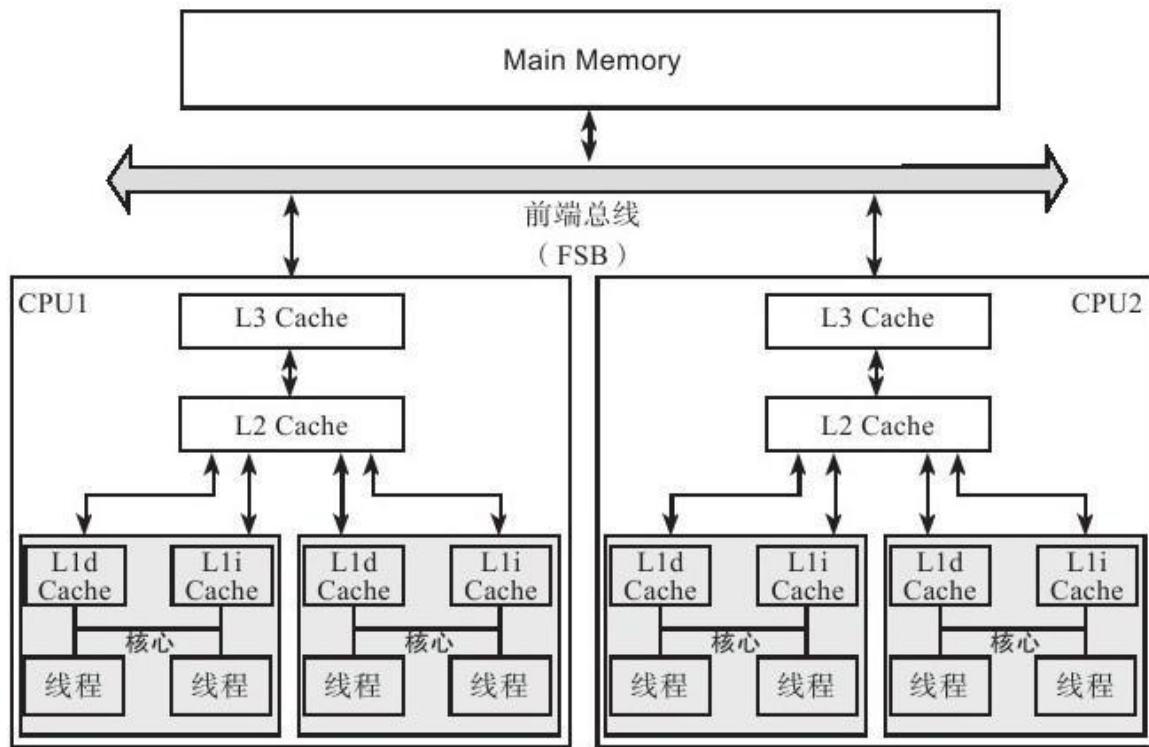 Main Memory
前端总线
（FSB）
CPU1
L3 Cache
L2 Cache
L1d
Cache
L1i
Cache
核心
线程
线程
L1d
Cache
L1i
Cache
核心
线程
线程
CPU2
L3 Cache
L2 Cache
L1d
Cache
L1i
Cache
核心
线程
线程
L1d
Cache
L1i
Cache
核心
线程
线程